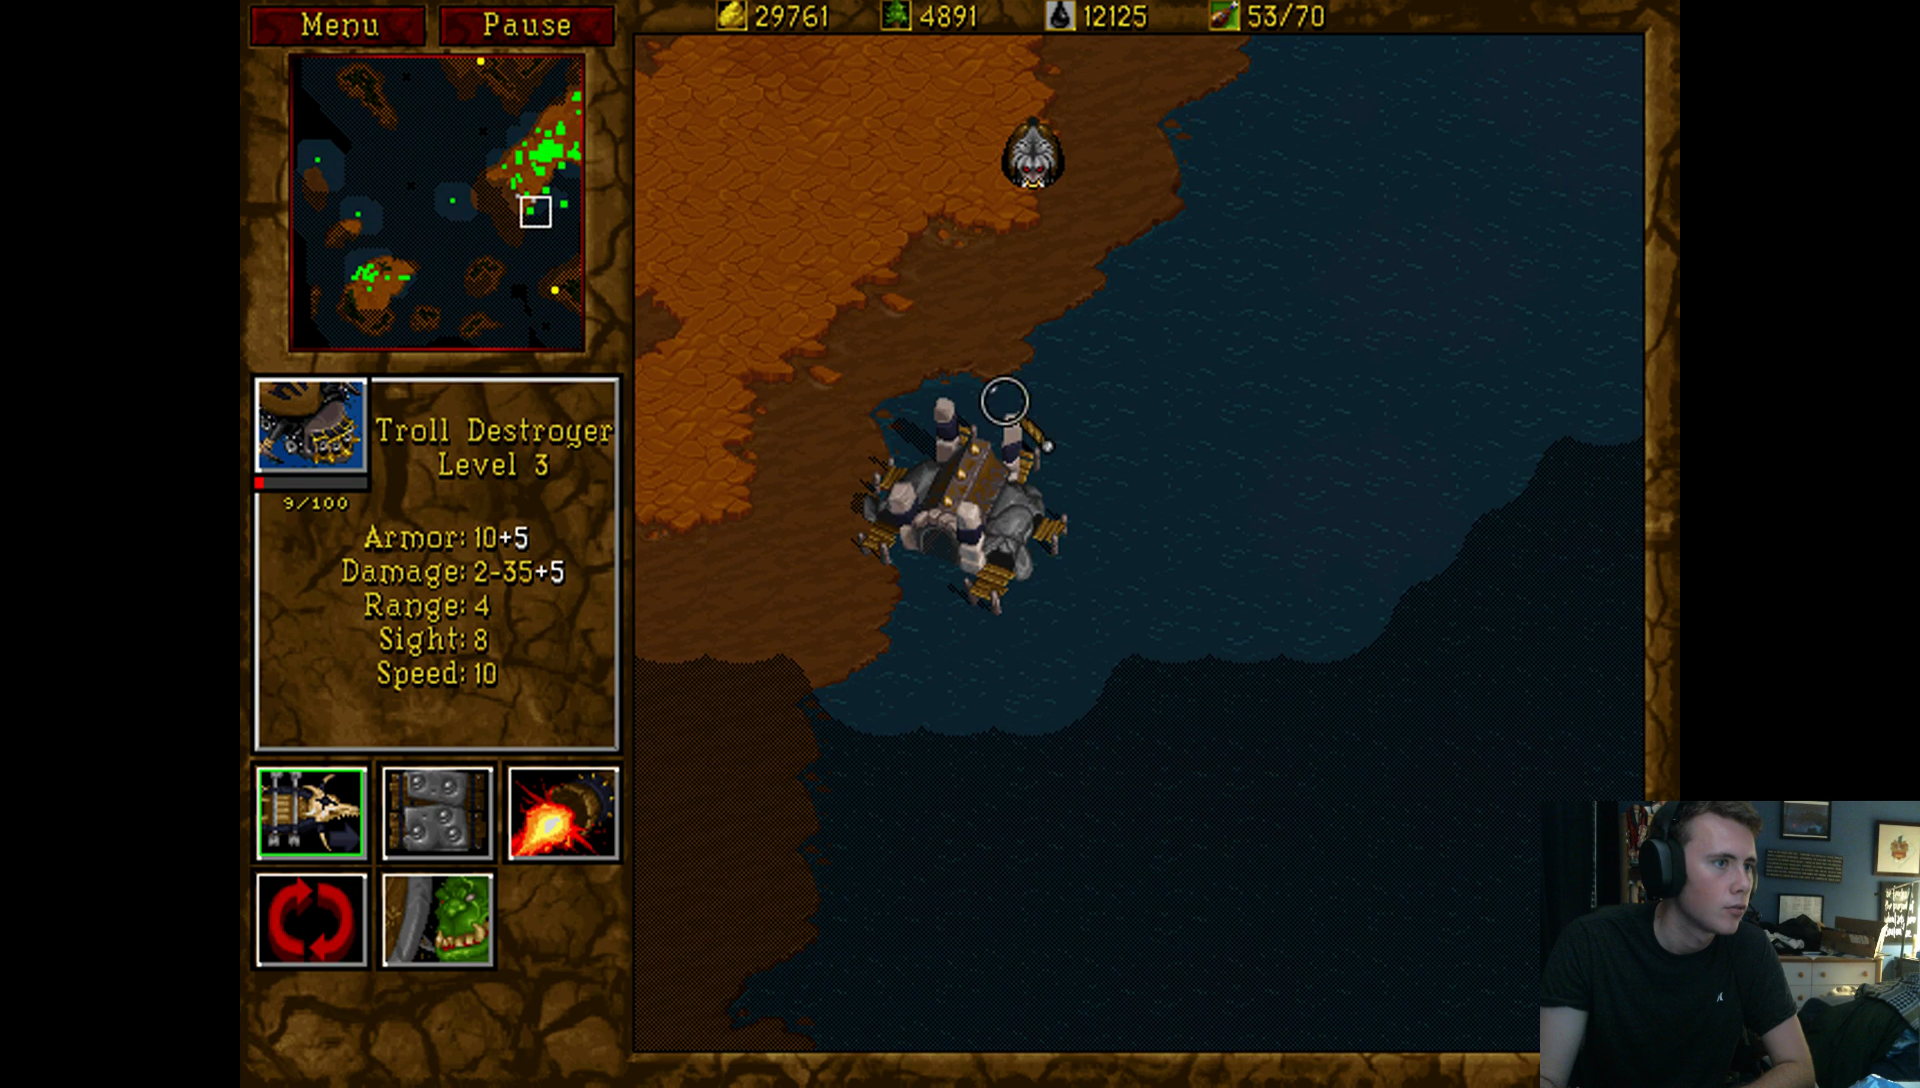 Menu
Pause
29761
4891
12125
53/70
Troll Destroyer
Level 3
9/100
Armor: 10+5
Damage: 2-35+5
Range: 4
Sight: 8
Speed: 10